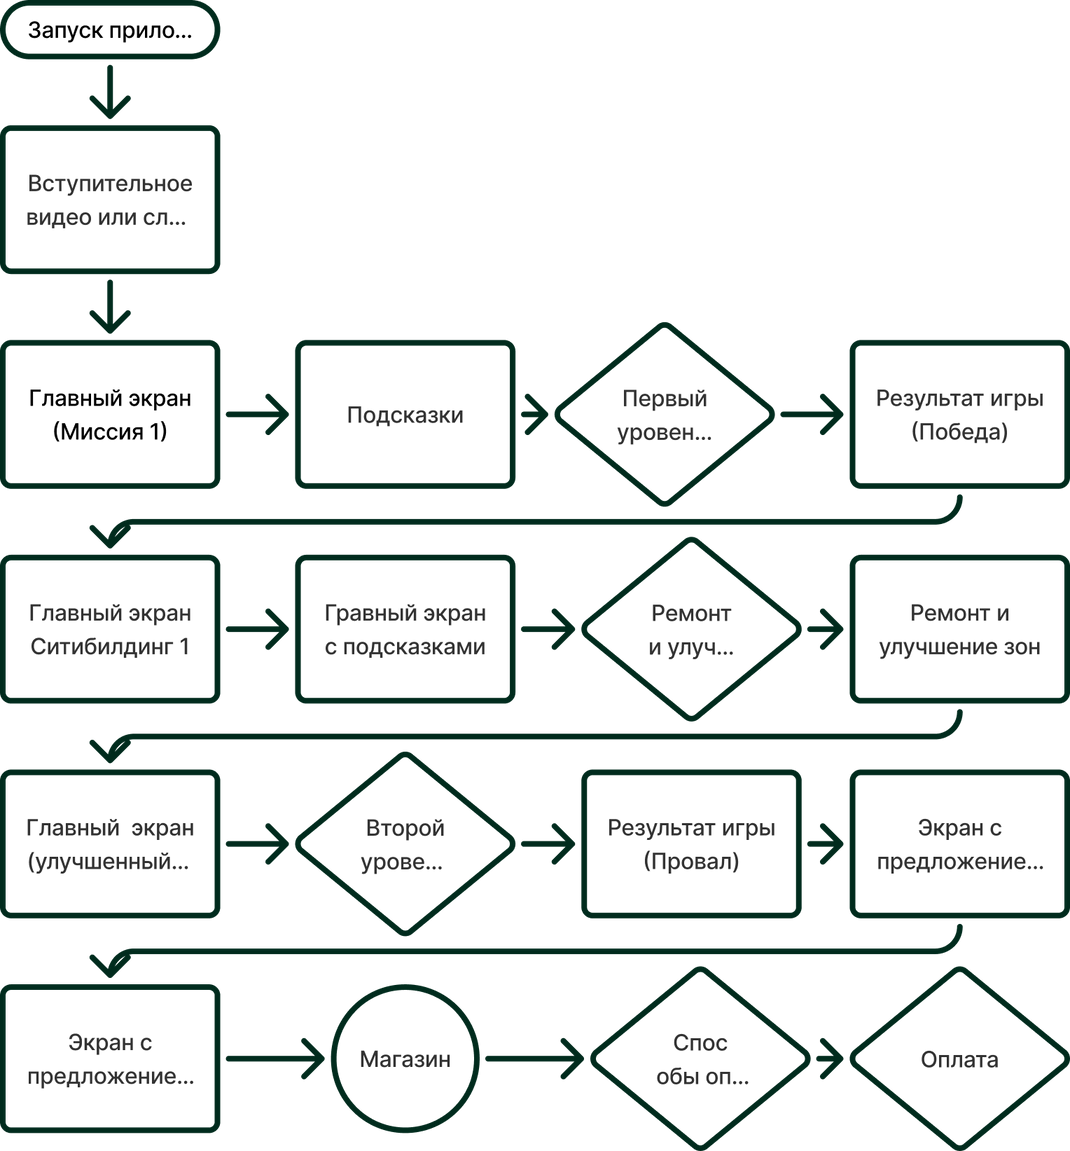 Запуск прило...
Вступительное
видео или сл...
Главный экран
(Миссия 1)
Подсказки
Первый
уровен...
Результат игры
(Победа)
Главный экран
Ситибилдинг 1
Гравный экран
с подсказками
Ремонт
и улуч...
Ремонт и
улучшение зон
Главный  экран
(улучшенный...
Второй
урове...
Результат игры
(Провал)
Экран с
предложение...
Экран с
предложение...
Магазин
Спос
обы оп...
Оплата